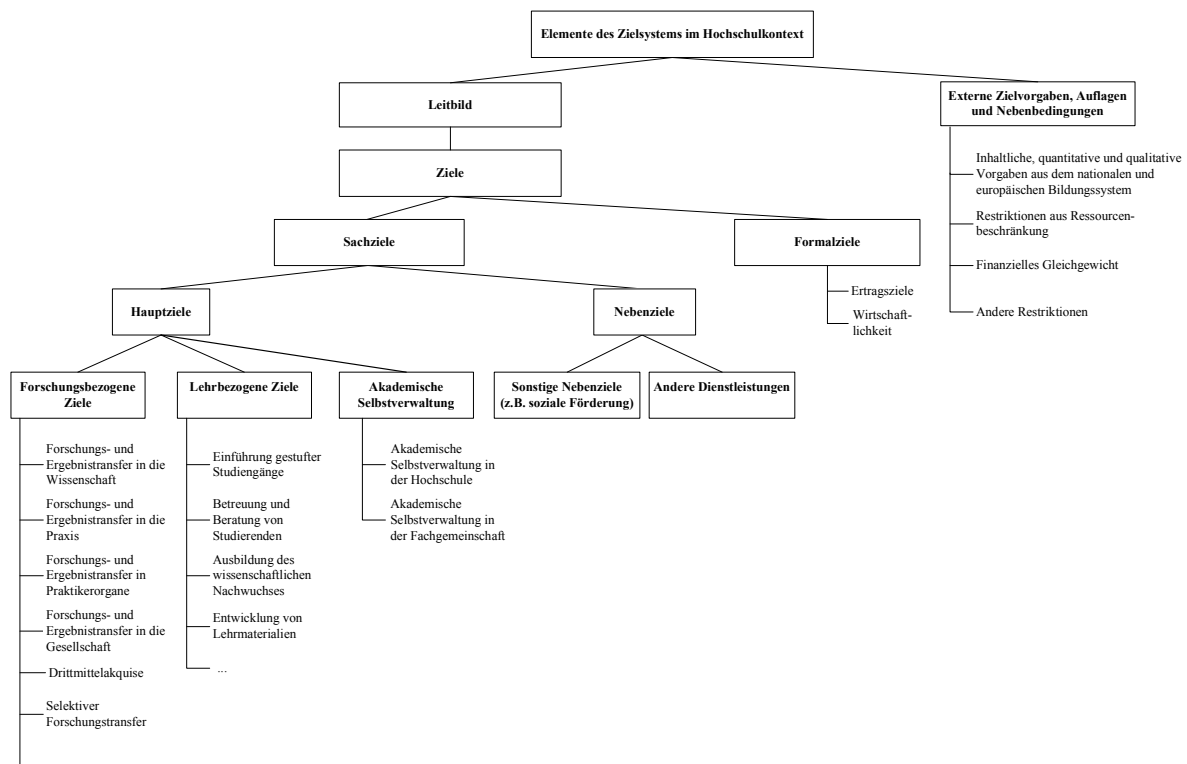 Elemente des Zielsystems im Hochschulkontext
Leitbild
Externe Zielvorgaben, Auflagen
und Nebenbedingungen
Ziele
Inhaltliche, quantitative und qualitative
Vorgaben aus dem nationalen und
europäischen Bildungssystem
Restriktionen aus Ressourcen-
beschränkung
Finanzielles Gleichgewicht
Andere Restriktionen
Sachziele
Formalziele
Ertragsziele
Wirtschaft-
lichkeit
Hauptziele
Nebenziele
Forschungsbezogene
Ziele
Lehrbezogene Ziele
Akademische
Selbstverwaltung
Sonstige Nebenziele
(z.B. soziale Förderung)
Andere Dienstleistungen
Forschungs- und
Ergebnistransfer in die
Wissenschaft
Forschungs- und
Ergebnistransfer in die
Praxis
Forschungs- und
Ergebnistransfer in
Praktikerorgane
Forschungs- und
Ergebnistransfer in die
Gesellschaft
Drittmittelakquise
Selektiver
Forschungstransfer
Einführung gestufter
Studiengänge
Betreuung und
Beratung von
Studierenden
Ausbildung des
wissenschaftlichen
Nachwuchses
Entwicklung von
Lehrmaterialien
...
Akademische
Selbstverwaltung in
der Hochschule
Akademische
Selbstverwaltung in
der Fachgemeinschaft